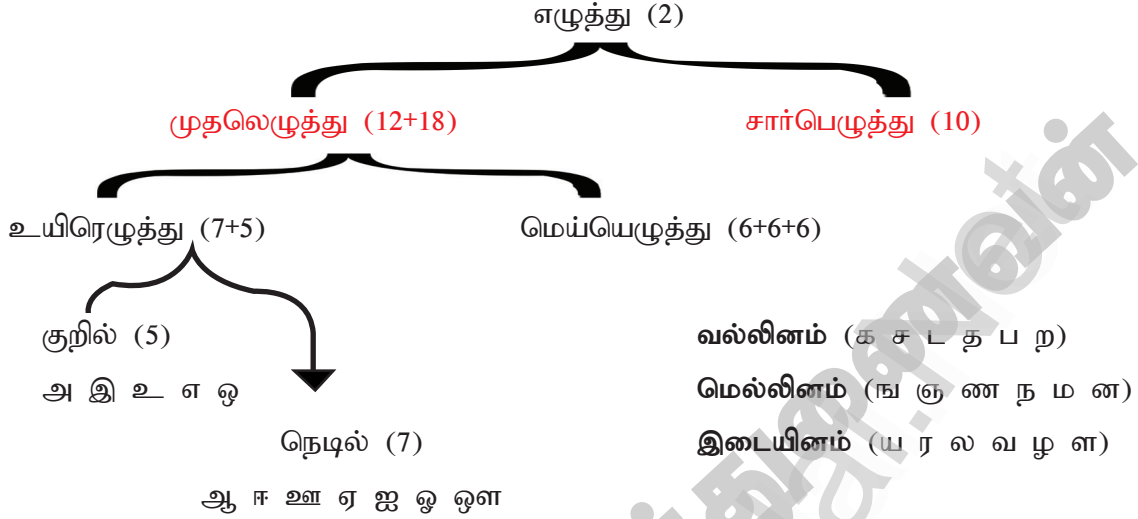 எழுத்து (2)
முதலெழுத்து (12+18) சார்பெழுத்து (10)
உயிரெழுத்து (7+5) மெய்யெழுத்து (6+6+6)
குறில் (5) வல்லினம் (க ச ட த ப ற)
அ இ உ எ ஒ மெல்லினம் (ங ஞ ண ந ம ன)
நெடில் (7) இடையினம் (ய ர ல வ ழ ள)
ஆ ஈ ஊ ஏ ஐ ஓ ஔ